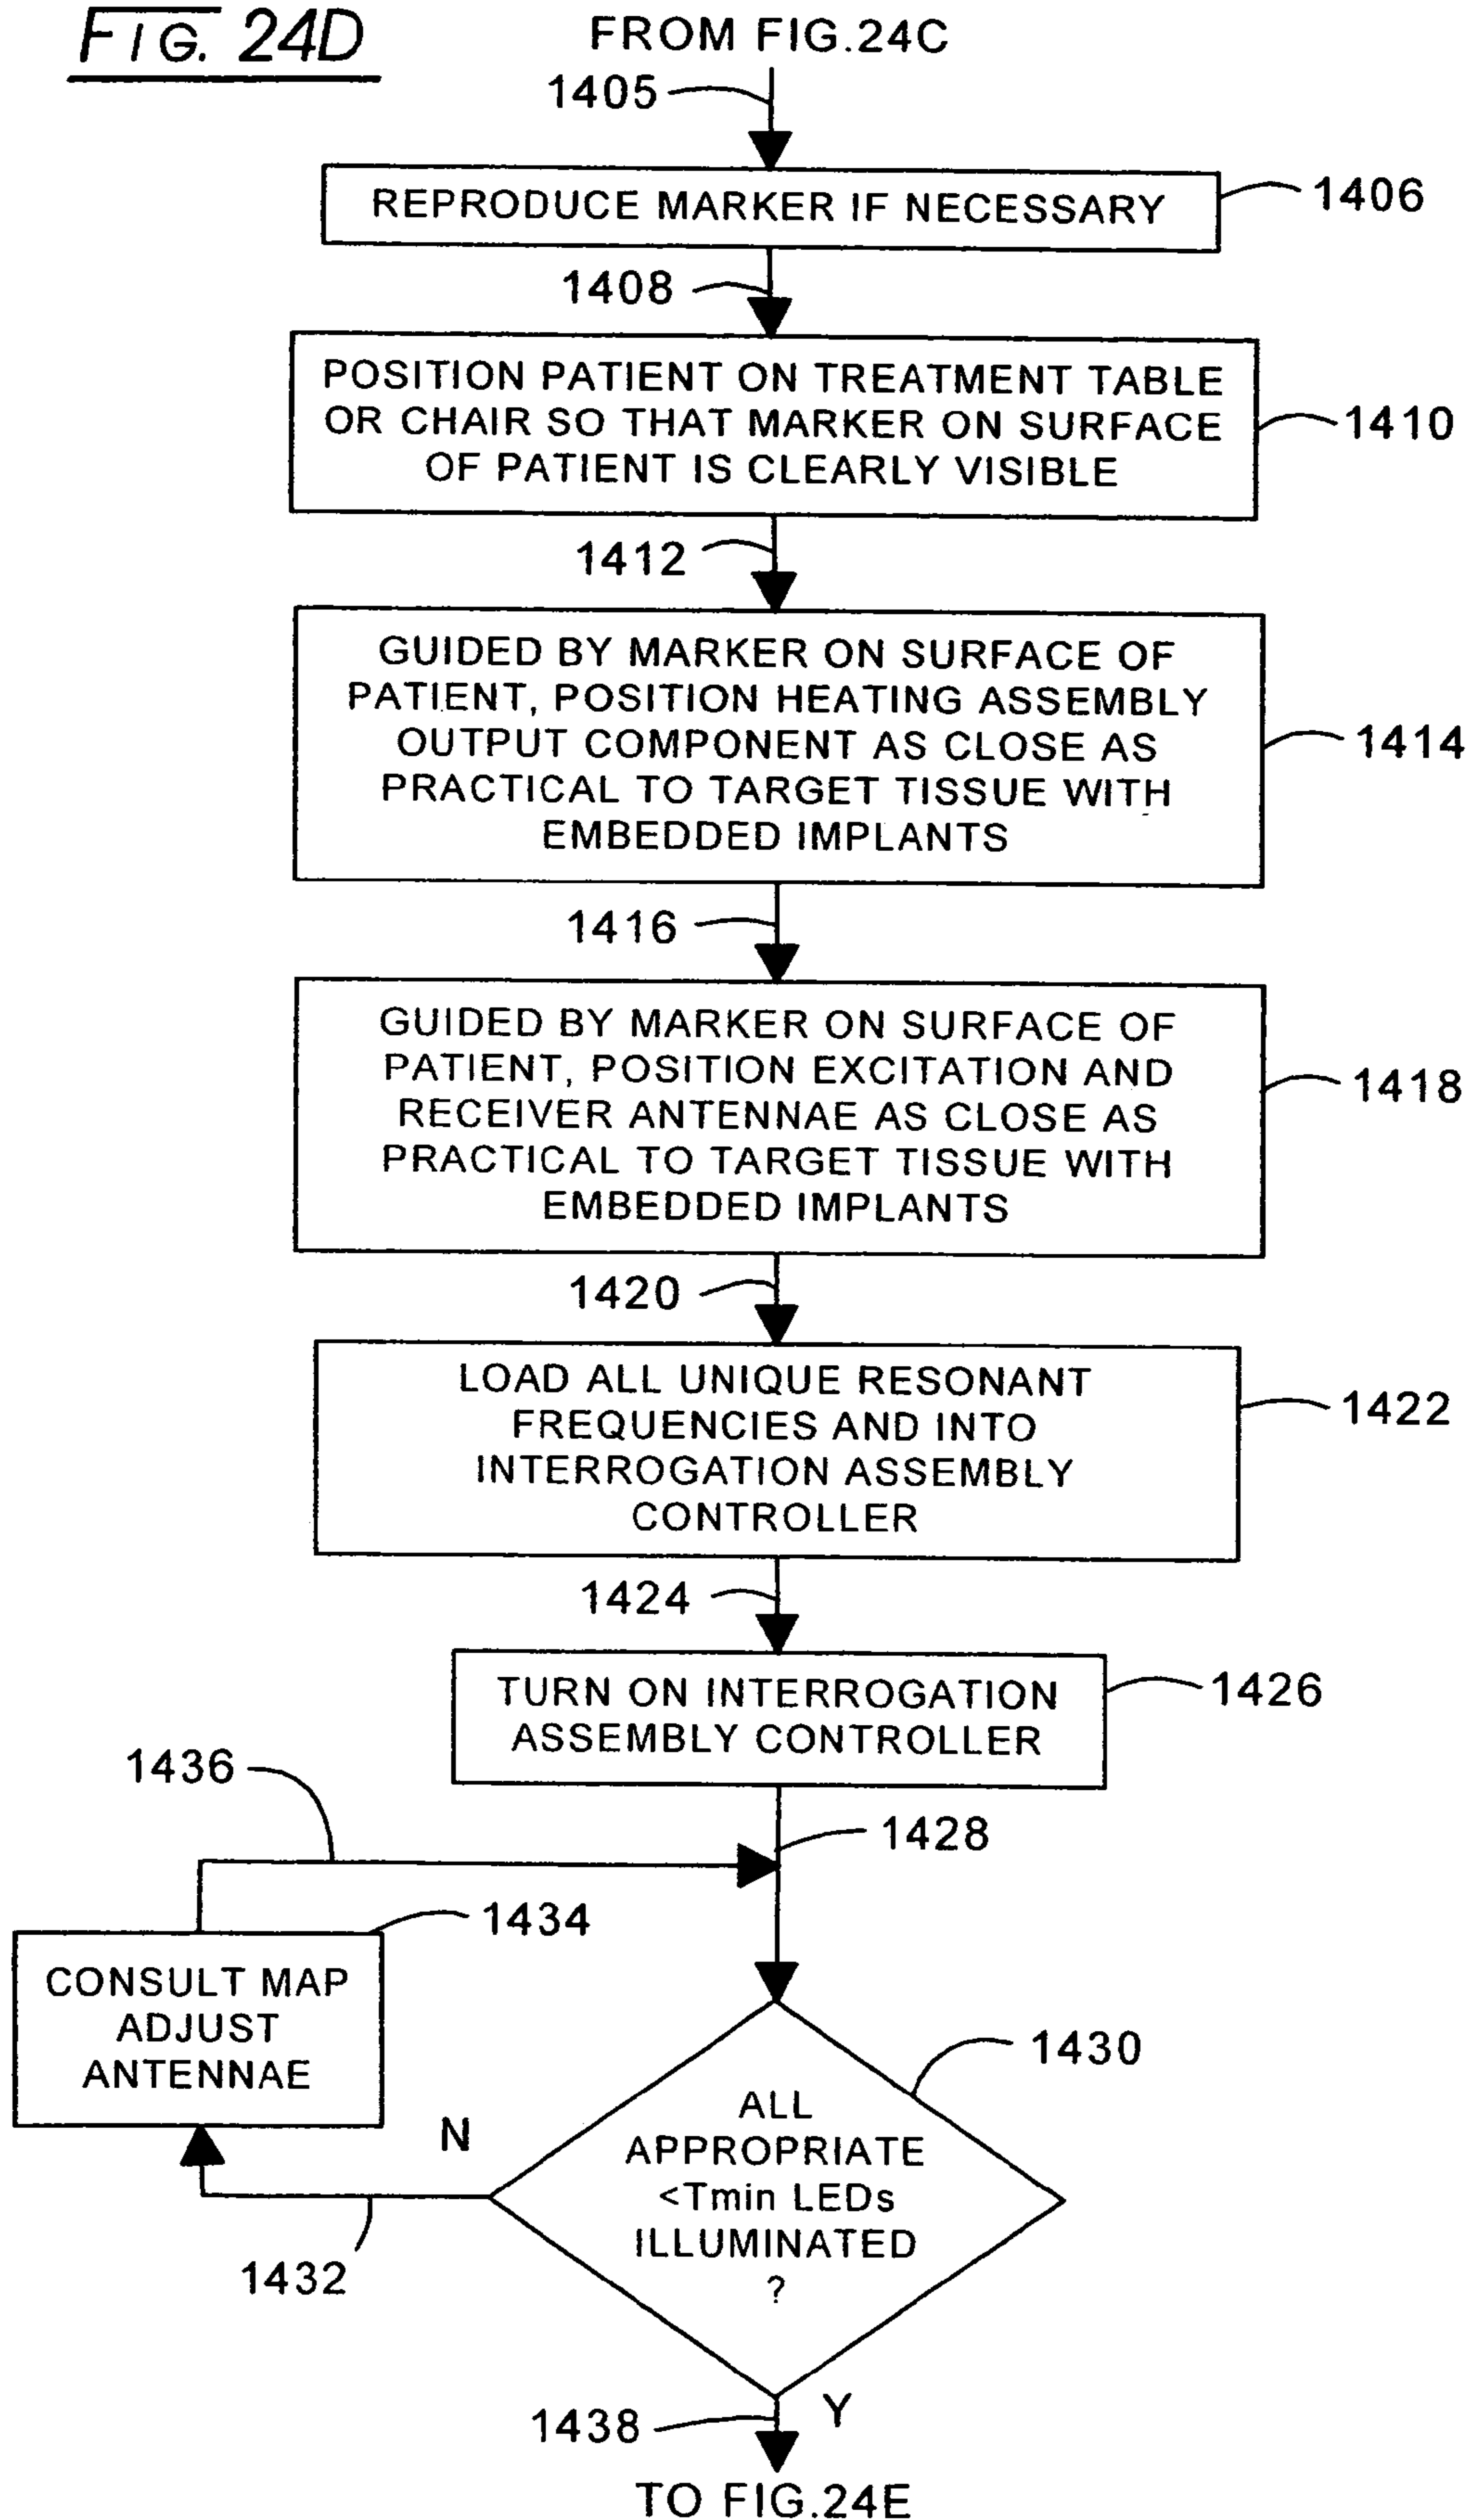 FIG. 24D
FROM FIG.24C
1405
REPRODUCE MARKER IF NECESSARY
1406
1408
POSITION PATIENT ON TREATMENT TABLE
OR CHAIR SO THAT MARKER ON SURFACE
OF PATIENT IS CLEARLY VISIBLE
1410
1412
GUIDED BY MARKER ON SURFACE OF
PATIENT, POSITION HEATING ASSEMBLY
OUTPUT COMPONENT AS CLOSE AS
PRACTICAL TO TARGET TISSUE WITH
EMBEDDED IMPLANTS
1414
1416
GUIDED BY MARKER ON SURFACE OF
PATIENT, POSITION EXCITATION AND
RECEIVER ANTENNAE AS CLOSE AS
PRACTICAL TO TARGET TISSUE WITH
EMBEDDED IMPLANTS
1418
1420
LOAD ALL UNIQUE RESONANT
FREQUENCIES AND INTO
INTERROGATION ASSEMBLY
CONTROLLER
1422
1424
TURN ON INTERROGATION
ASSEMBLY CONTROLLER
1426
1436
1428
1434
CONSULT MAP
ADJUST
ANTENNAE
1430
ALL
APPROPRIATE
<Tmin LEDs
ILLUMINATED
?
N
1432
1438
Y
TO FIG.24E